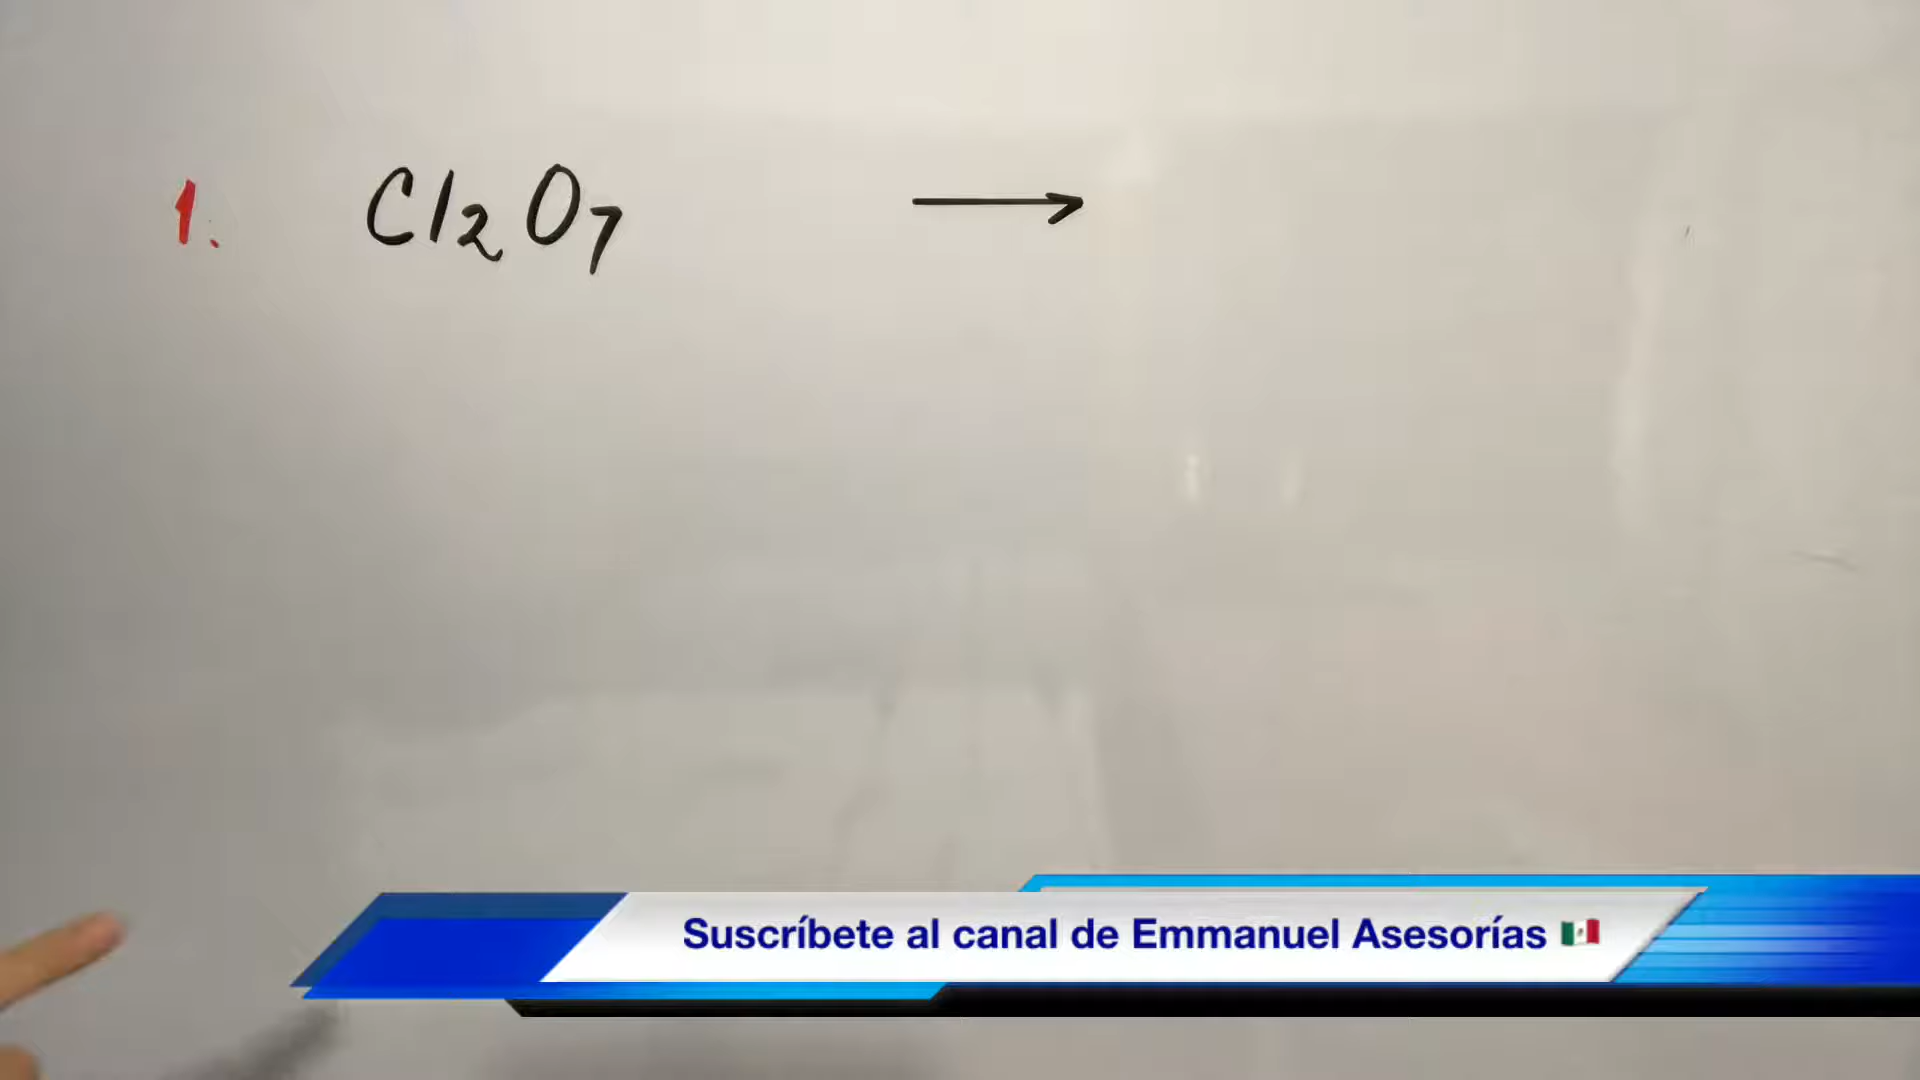 1. Cl2O7 →
Suscríbete al canal de Emmanuel Asesorías 🇲🇽